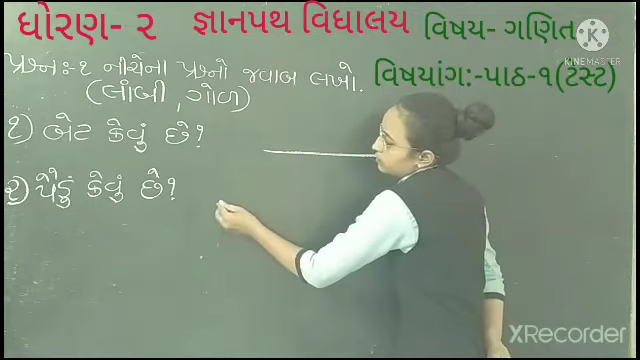 ધોરણ- ૨ જ્ઞાનપથ વિધાલય વિષય- ગણિત
KINEMASTER
વિષયાંગ:-પાઠ-૧(ટેસ્ટ)
પ્રશ્ન:-૧ નીચેના પ્રશ્નો જવાબ લખો.
(લાંબી , ગોળ)
૧) બેટ કેવું છે?
૨) પૈડું કેવું છે?
XRecorder